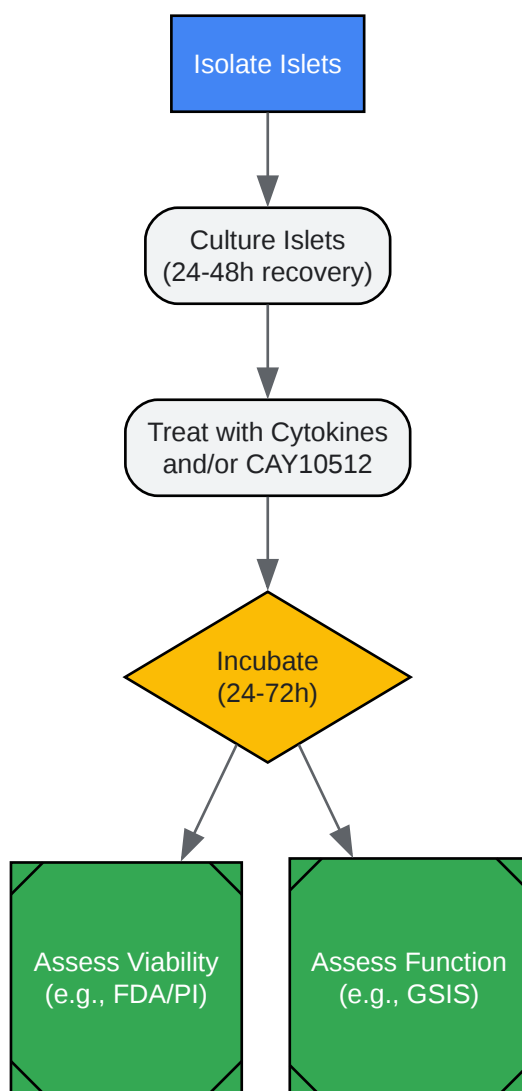 Isolate Islets
Culture Islets
(24-48h recovery)
Treat with Cytokines
and/or CAY10512
Incubate
(24-72h)
Assess Viability
(e.g., FDA/PI)
Assess Function
(e.g., GSIS)